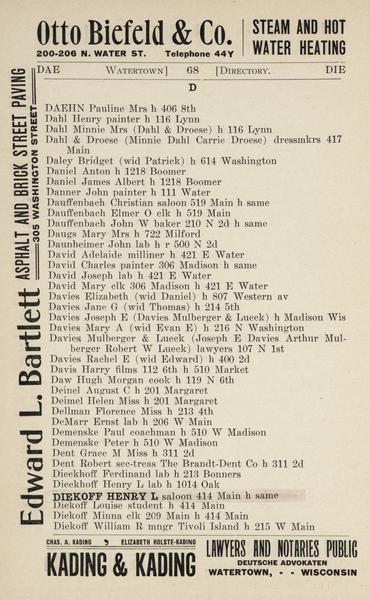 Otto Biefeld & Co.
200-206 N. WATER ST. Telephone 44Y
STEAM AND HOT
WATER HEATING
DAE WATERTOWN] 68 [DIRECTORY. DIE
D
DAEHN Pauline Mrs h 406 8th
Dahl Henry painter h 116 Lynn
Dahl Minnie Mrs (Dahl & Droese) h 116 Lynn
Dahl & Droese (Minnie Dahl Carrie Droese) dressmkrs 417
Main
Daley Bridget (wid Patrick) h 614 Washington
Daniel Anton h 1218 Boomer
Daniel James Albert h 1218 Boomer
Danner John painter h 111 Water
Dauffenbach Christian saloon 519 Main h same
Dauffenbach Elmer O elk h 519 Main
Dauffenbach John W baker 210 N 2d h same
Daugs Mary Mrs h 722 Milford
Daunheimer John lab h r 500 N 2d
David Adelaide milliner h 421 E Water
David Charles painter 306 Madison h same
David Joseph lab h 421 E Water
David Mary elk 306 Madison h 421 E Water
Davies Elizabeth (wid Daniel) h 807 Western av
Davies Jane G (wid Thomas) h 214 5th
Davies Joseph E (Davies Mulberger & Lueck) h Madison Wis
Davies Mary A (wid Evan E) h 216 N Washington
Davies Mulberger & Lueck (Joseph E Davies Arthur Mul-
berger Robert W Lueck) lawyers 107 N 1st
Davies Rachel E (wid Edward) h 400 2d
Davis Harry films 112 6th h 510 Market
Daw Hugh Morgan cook h 119 N 6th
Deinel August C h 201 Margaret
Deimel Helen Miss h 201 Margaret
Dellman Florence Miss h 213 4th
DeMarr Ernst lab h 206 W Main
Demenske Paul coachman h 510 W Madison
Demenske Peter h 510 W Madison
Dent Grace M Miss h 311 2d
Dent Robert sec-treas The Brandt-Dent Co h 311 2d
Dieckhoff Ferdinand lab h 213 Bonners
Dieckhoff Henry L lab h 1014 Oak
DIEKOFF HENRY L saloon 414 Main h same
Diekoff Louise student h 414 Main
Diekoff Minna elk 209 Main h 414 Main
Diekoff William R mngr Tivoli Island h 215 W Main
Edward L. Bartlett
ASPHALT AND BRICK STREET PAVING
305 WASHINGTON STREET
CHAS. A. KADING ELIZABETH HOLSTE-KADING
KADING & KADING
LAWYERS AND NOTARIES PUBLIC
DEUTSCHE ADVOKATEN
WATERTOWN, - - WISCONSIN